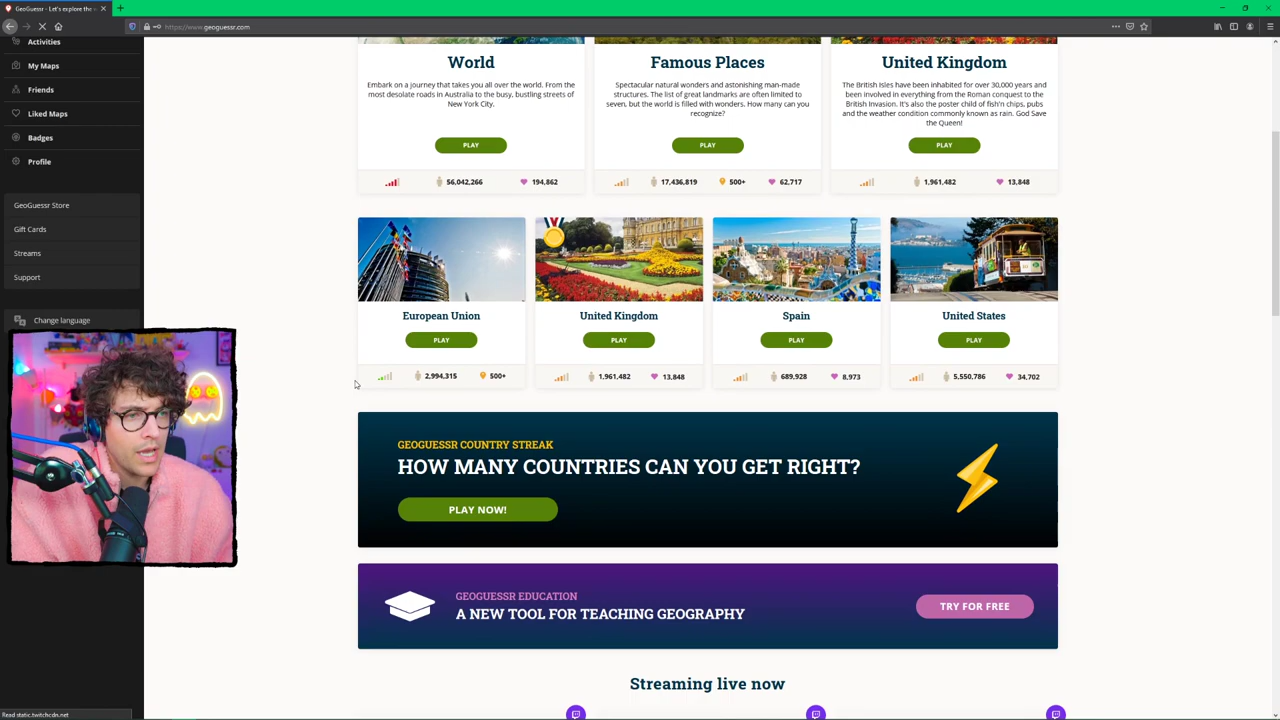 GeoGuessr - Let's explore the w
https://www.geoguessr.com
Activities
My Maps
Friends
Liked Maps
Badges
Profile
GeoGuessr Store
Gift Cards
Streams
Support
Change language
World
Embark on a journey that takes you all over the world. From the
most desolate roads in Australia to the busy, bustling streets of
New York City.
PLAY
56,042,266
194,862
Famous Places
Spectacular natural wonders and astonishing man-made
structures. The list of great landmarks are often limited to
seven, but the world is filled with wonders. How many can you
recognize?
PLAY
17,436,819
500+
62,717
United Kingdom
The British Isles have been inhabited for over 30,000 years and
been involved in everything from the Roman conquest to the
British Invasion. It's also the poster child of fish'n chips, pubs
and the weather condition commonly known as rain. God Save
the Queen!
PLAY
1,961,482
13,848
European Union
PLAY
2,994,315
500+
United Kingdom
PLAY
1,961,482
13,848
Spain
PLAY
689,928
8,973
United States
PLAY
5,550,786
34,702
GEOGUESSR COUNTRY STREAK
HOW MANY COUNTRIES CAN YOU GET RIGHT?
PLAY NOW!
GEOGUESSR EDUCATION
A NEW TOOL FOR TEACHING GEOGRAPHY
TRY FOR FREE
Streaming live now
Read static.twitchcdn.net